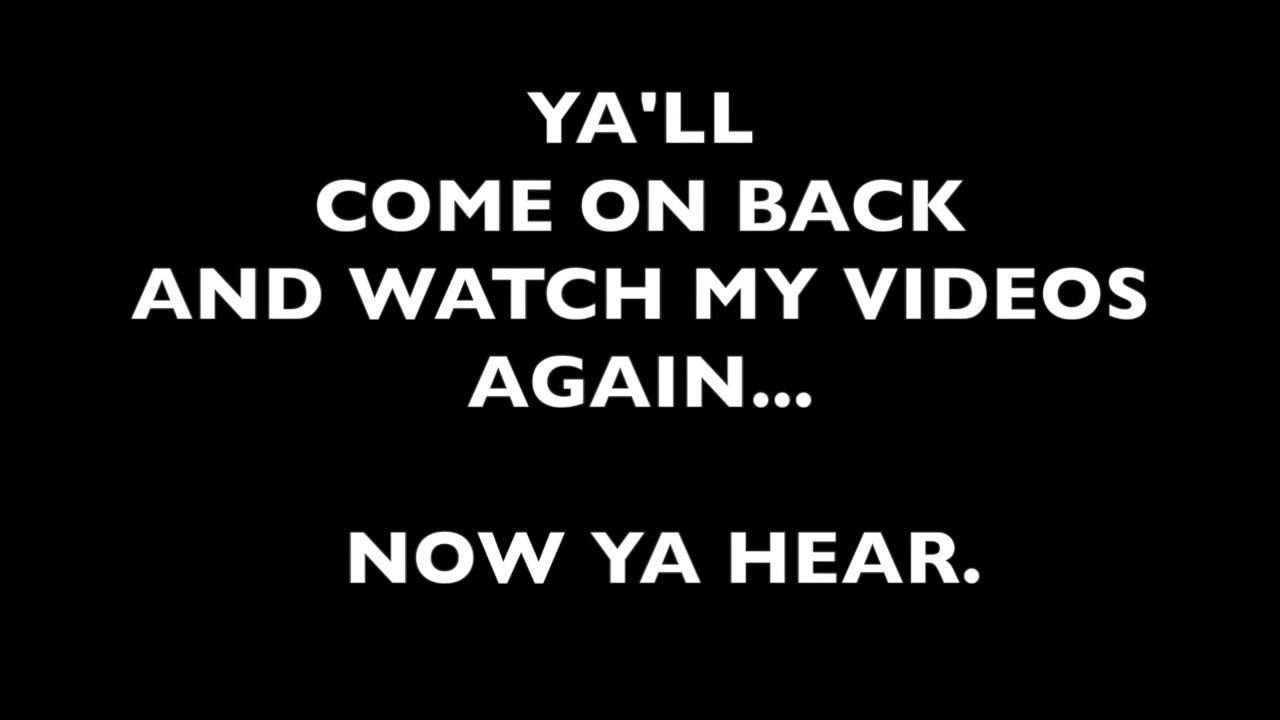 YA'LL
COME ON BACK
AND WATCH MY VIDEOS
AGAIN...
NOW YA HEAR.